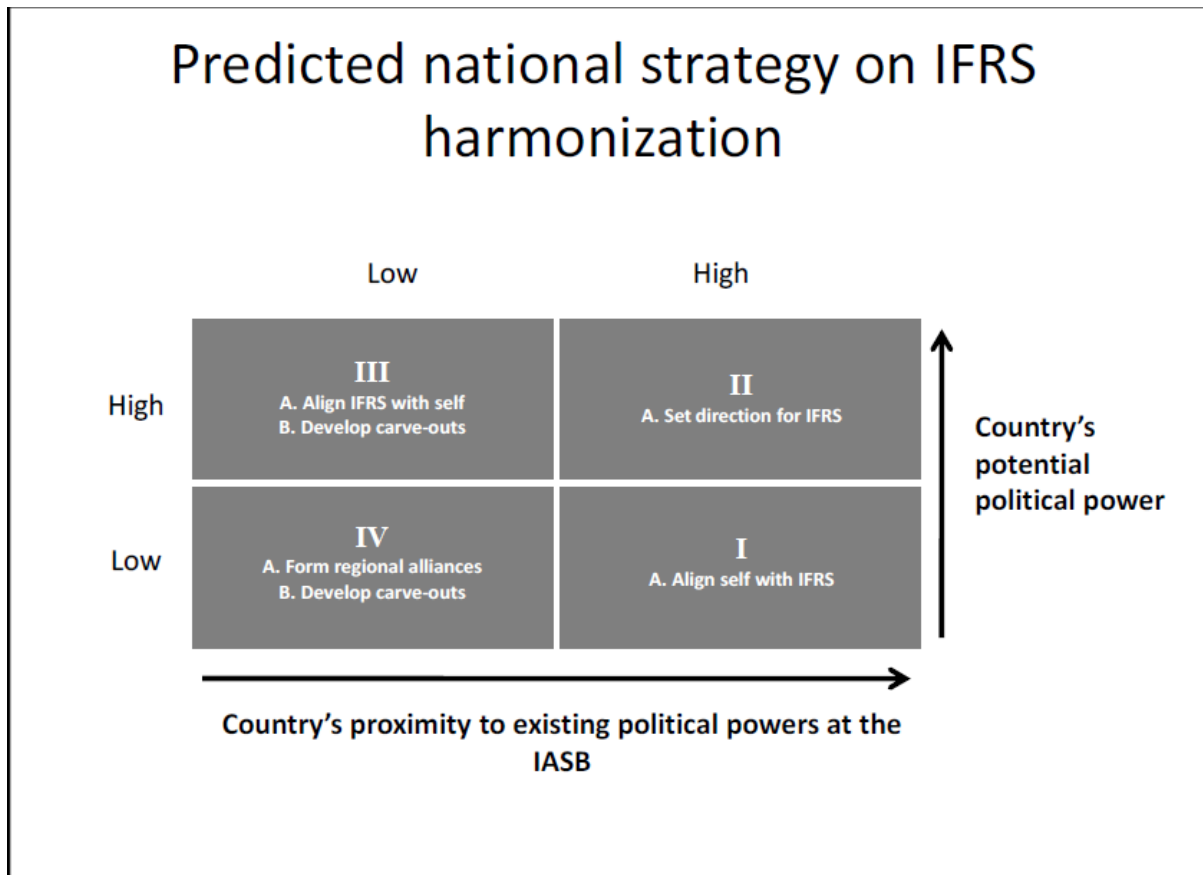 Predicted national strategy on IFRS
harmonization
Low
High
High
III
A. Align IFRS with self
B. Develop carve-outs
II
A. Set direction for IFRS
Low
IV
A. Form regional alliances
B. Develop carve-outs
I
A. Align self with IFRS
Country’s
potential
political power
Country’s proximity to existing political powers at the
IASB